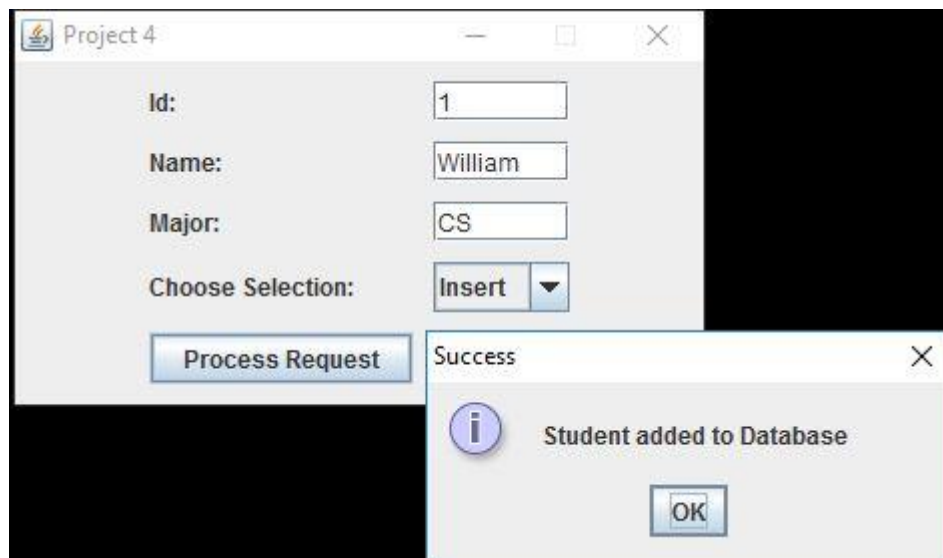 Project 4
Id: 1
Name: William
Major: CS
Choose Selection: Insert
Process Request
Success
i
Student added to Database
OK